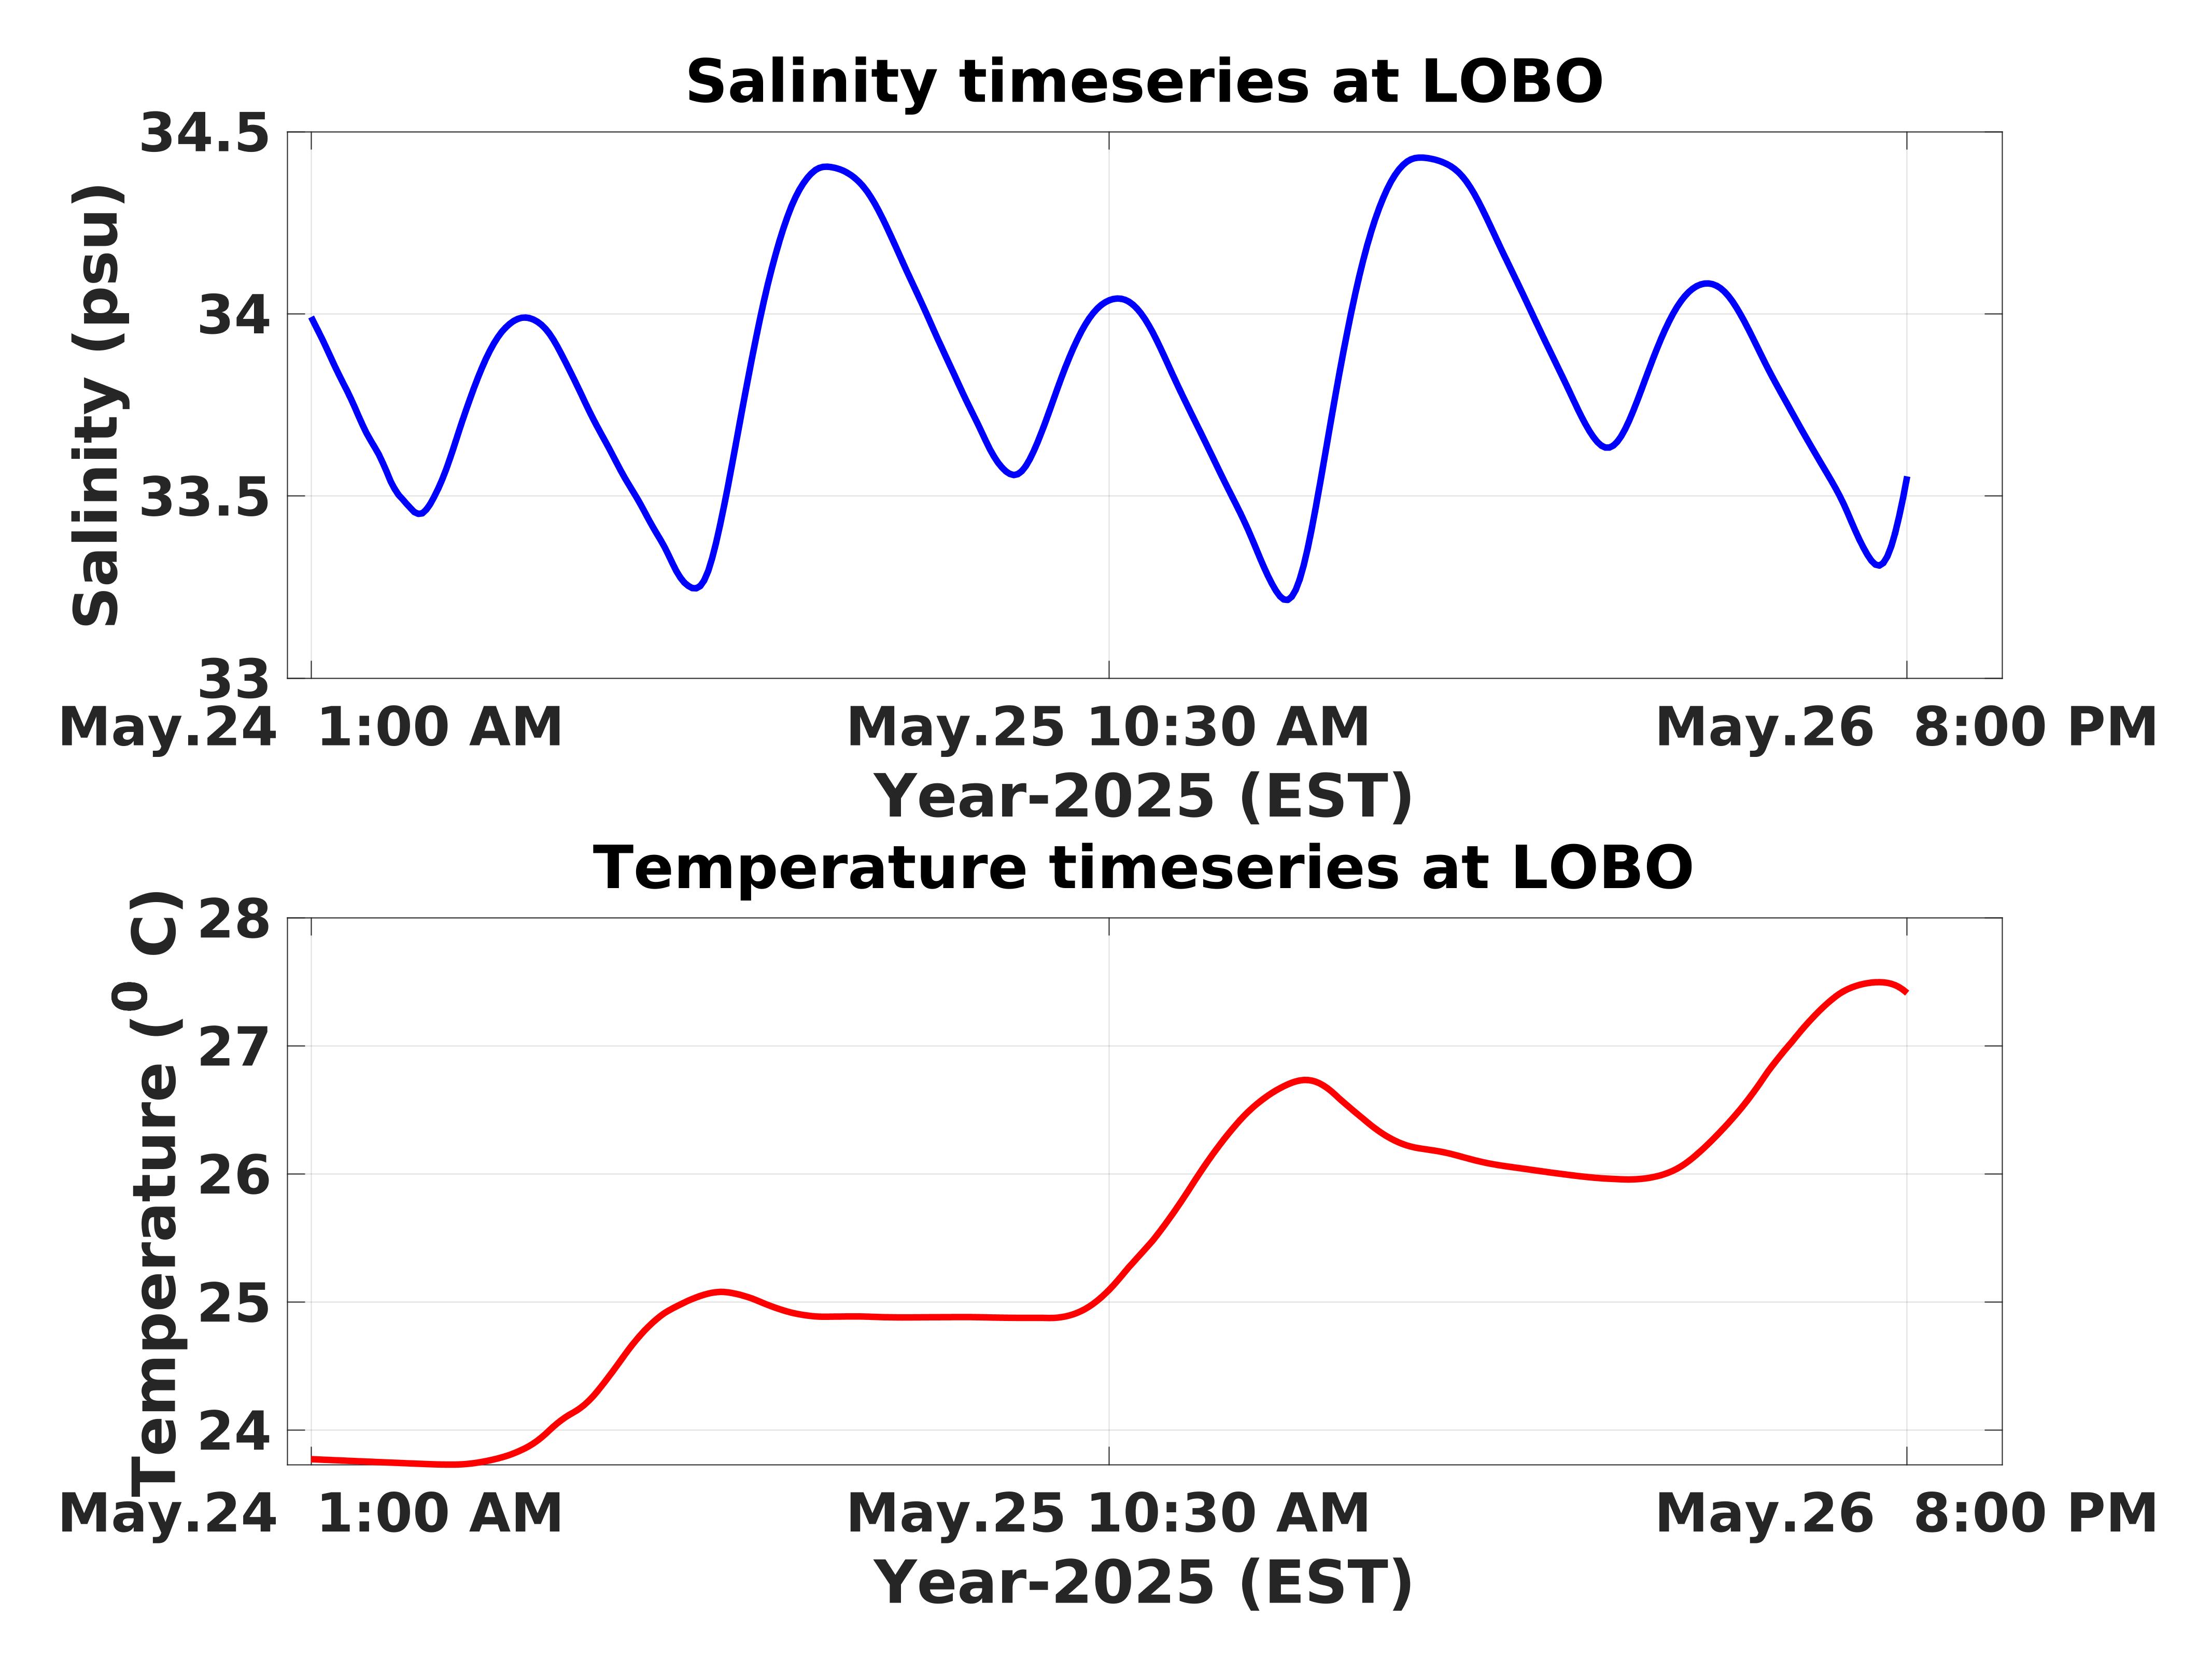 Salinity timeseries at LOBO
Salinity (psu)
34.5
34
33.5
33
May.24  1:00 AM
May.25 10:30 AM
May.26  8:00 PM
Year-2025 (EST)
Temperature timeseries at LOBO
Temperature (⁰ C)
28
27
26
25
24
May.24  1:00 AM
May.25 10:30 AM
May.26  8:00 PM
Year-2025 (EST)